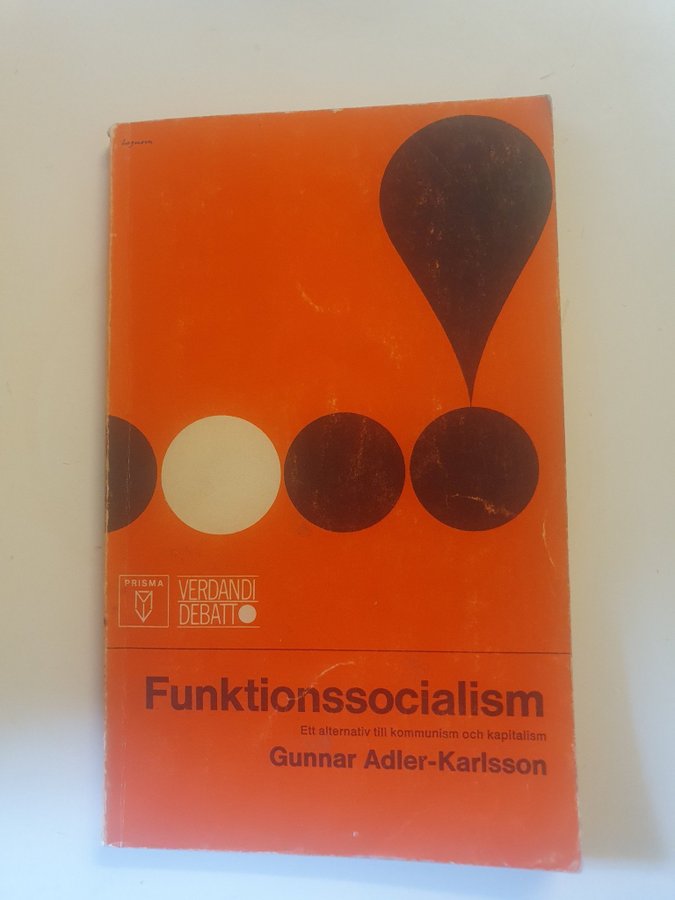 PRISMA
VERDANDI
DEBATT
Funktionssocialism
Ett alternativ till kommunism och kapitalism
Gunnar Adler-Karlsson